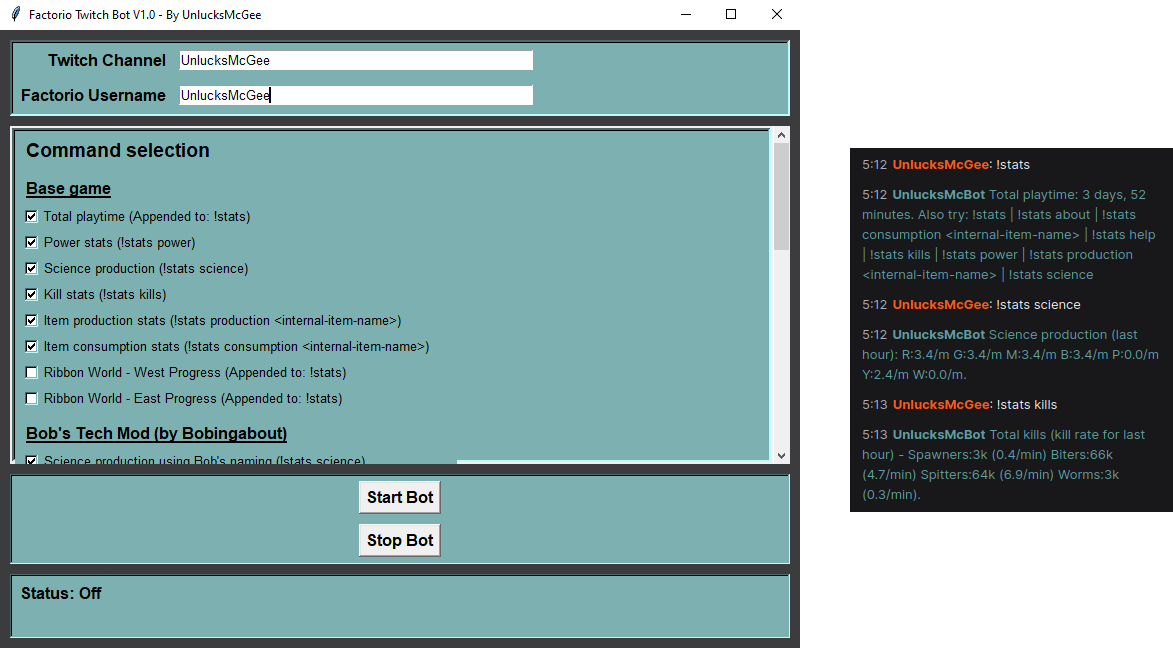 Factorio Twitch Bot V1.0 - By UnlucksMcGee
Twitch Channel UnlucksMcGee
Factorio Username UnlucksMcGee
Command selection
Base game
Total playtime (Appended to: !stats)
Power stats (!stats power)
Science production (!stats science)
Kill stats (!stats kills)
Item production stats (!stats production <internal-item-name>)
Item consumption stats (!stats consumption <internal-item-name>)
Ribbon World - West Progress (Appended to: !stats)
Ribbon World - East Progress (Appended to: !stats)
Bob's Tech Mod (by Bobingabout)
Science production using Bob's naming (!stats science)
Start Bot
Stop Bot
Status: Off
5:12 UnlucksMcGee: !stats
5:12 UnlucksMcBot Total playtime: 3 days, 52
minutes. Also try: !stats | !stats about | !stats
consumption <internal-item-name> | !stats help
| !stats kills | !stats power | !stats production
<internal-item-name> | !stats science
5:12 UnlucksMcGee: !stats science
5:12 UnlucksMcBot Science production (last
hour): R:3.4/m G:3.4/m M:3.4/m B:3.4/m P:0.0/m
Y:2.4/m W:0.0/m.
5:13 UnlucksMcGee: !stats kills
5:13 UnlucksMcBot Total kills (kill rate for last
hour) - Spawners:3k (0.4/min) Biters:66k
(4.7/min) Spitters:64k (6.9/min) Worms:3k
(0.3/min).